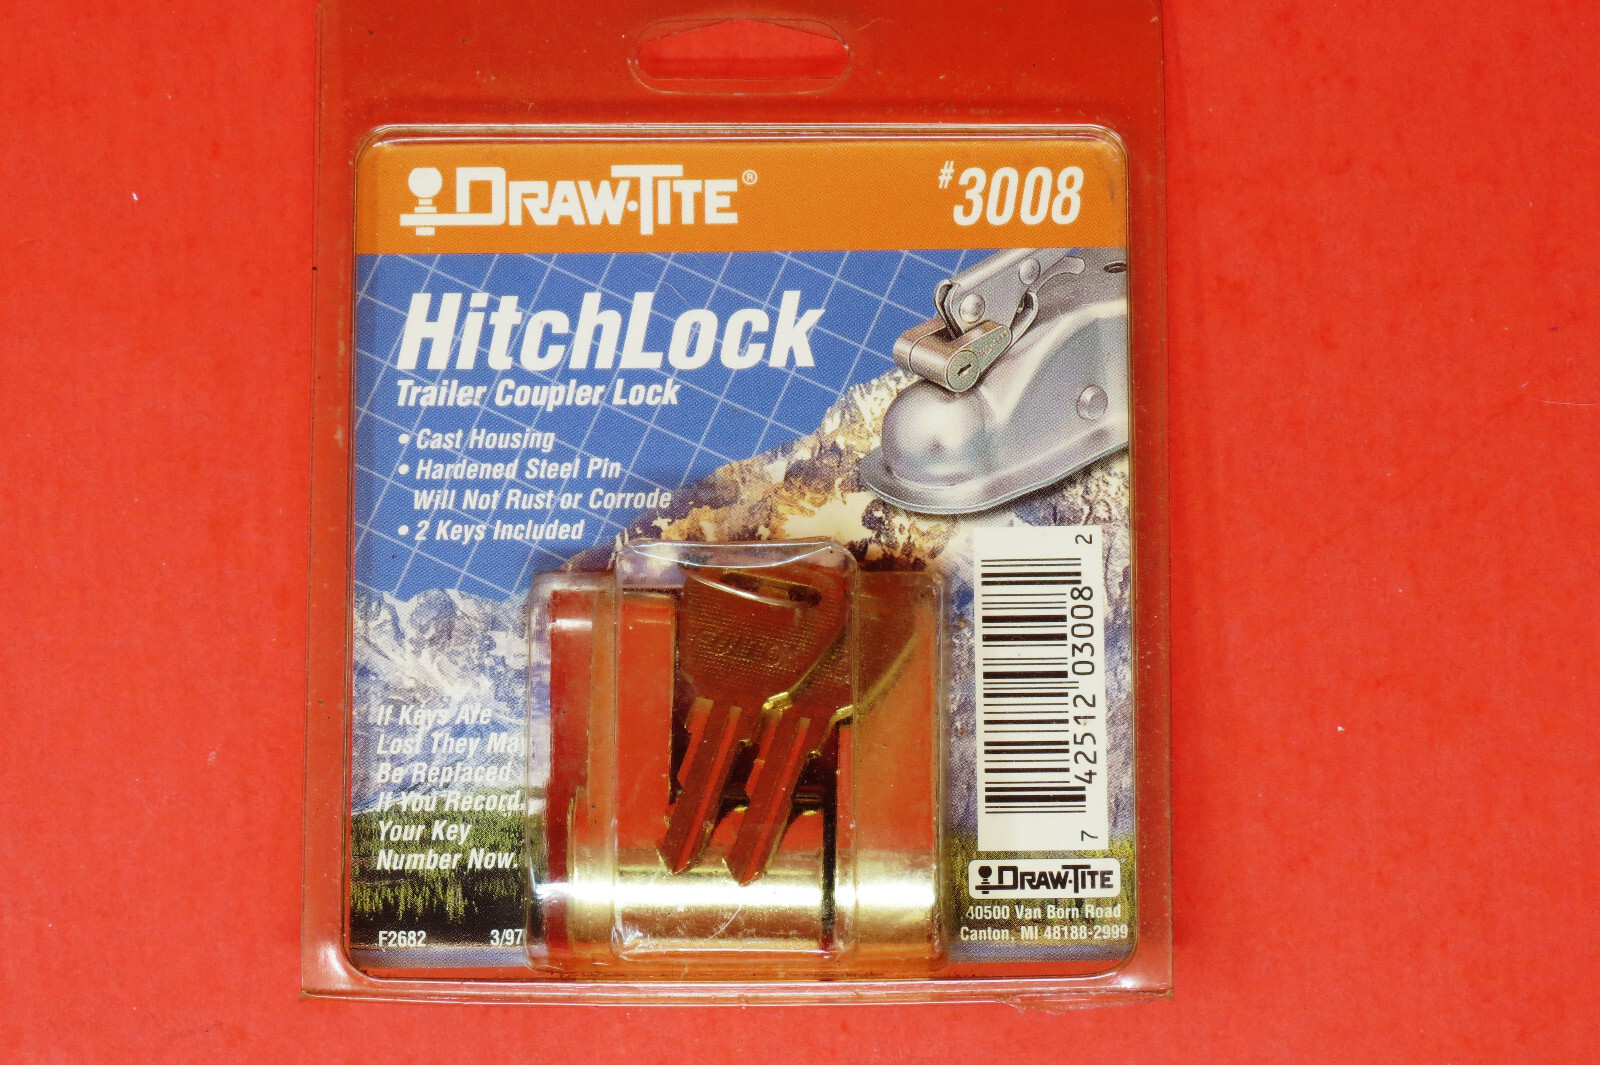 DRAW·TITE®
#3008
HitchLock
Trailer Coupler Lock
• Cast Housing
• Hardened Steel Pin
Will Not Rust or Corrode
• 2 Keys Included
If Keys Are
Lost They May
Be Replaced
If You Record
Your Key
Number Now.
F2682 3/97
7 42512 03008 2
DRAW·TITE
40500 Van Born Road
Canton, MI 48188-2999